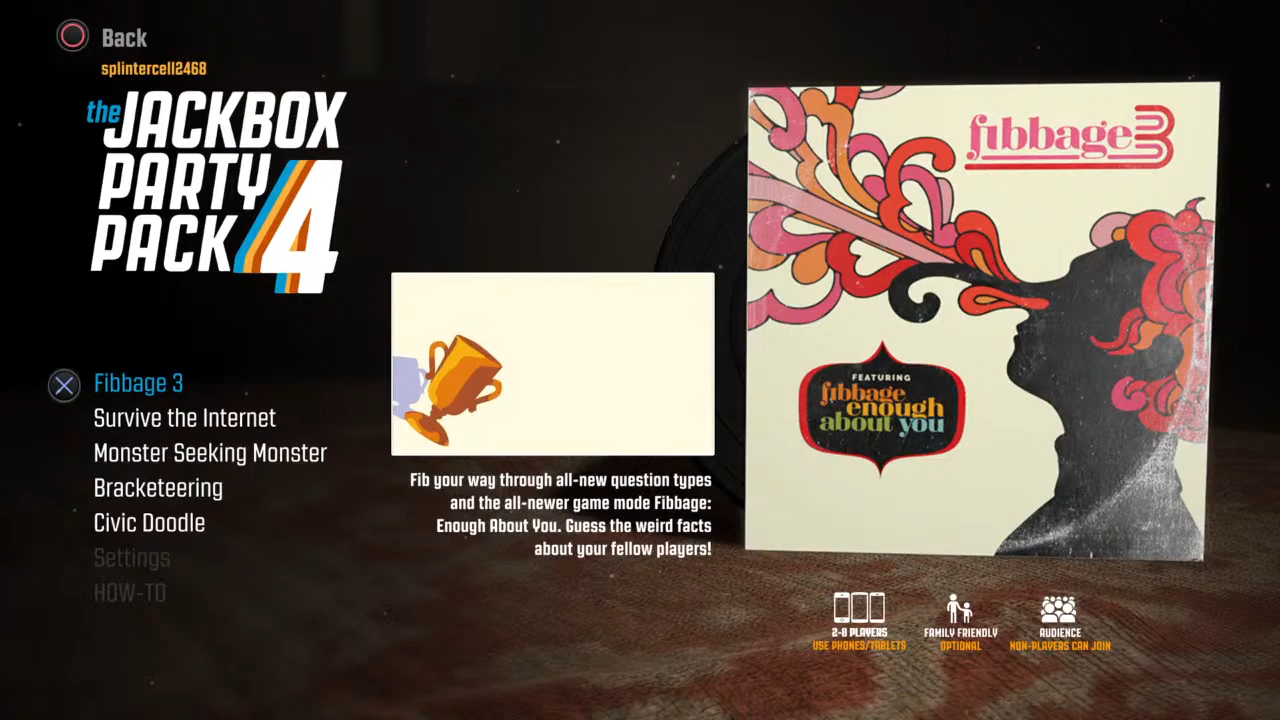 Back
splintercell2468
the JACKBOX
PARTY
PACK 4
Fibbage 3
Survive the Internet
Monster Seeking Monster
Bracketeering
Civic Doodle
Settings
HOW-TO
Fib your way through all-new question types
and the all-newer game mode Fibbage:
Enough About You. Guess the weird facts
about your fellow players!
fibbage 3
FEATURING
fibbage
enough
about you
2-8 PLAYERS
USE PHONES/TABLETS
FAMILY FRIENDLY
OPTIONAL
AUDIENCE
NON-PLAYERS CAN JOIN